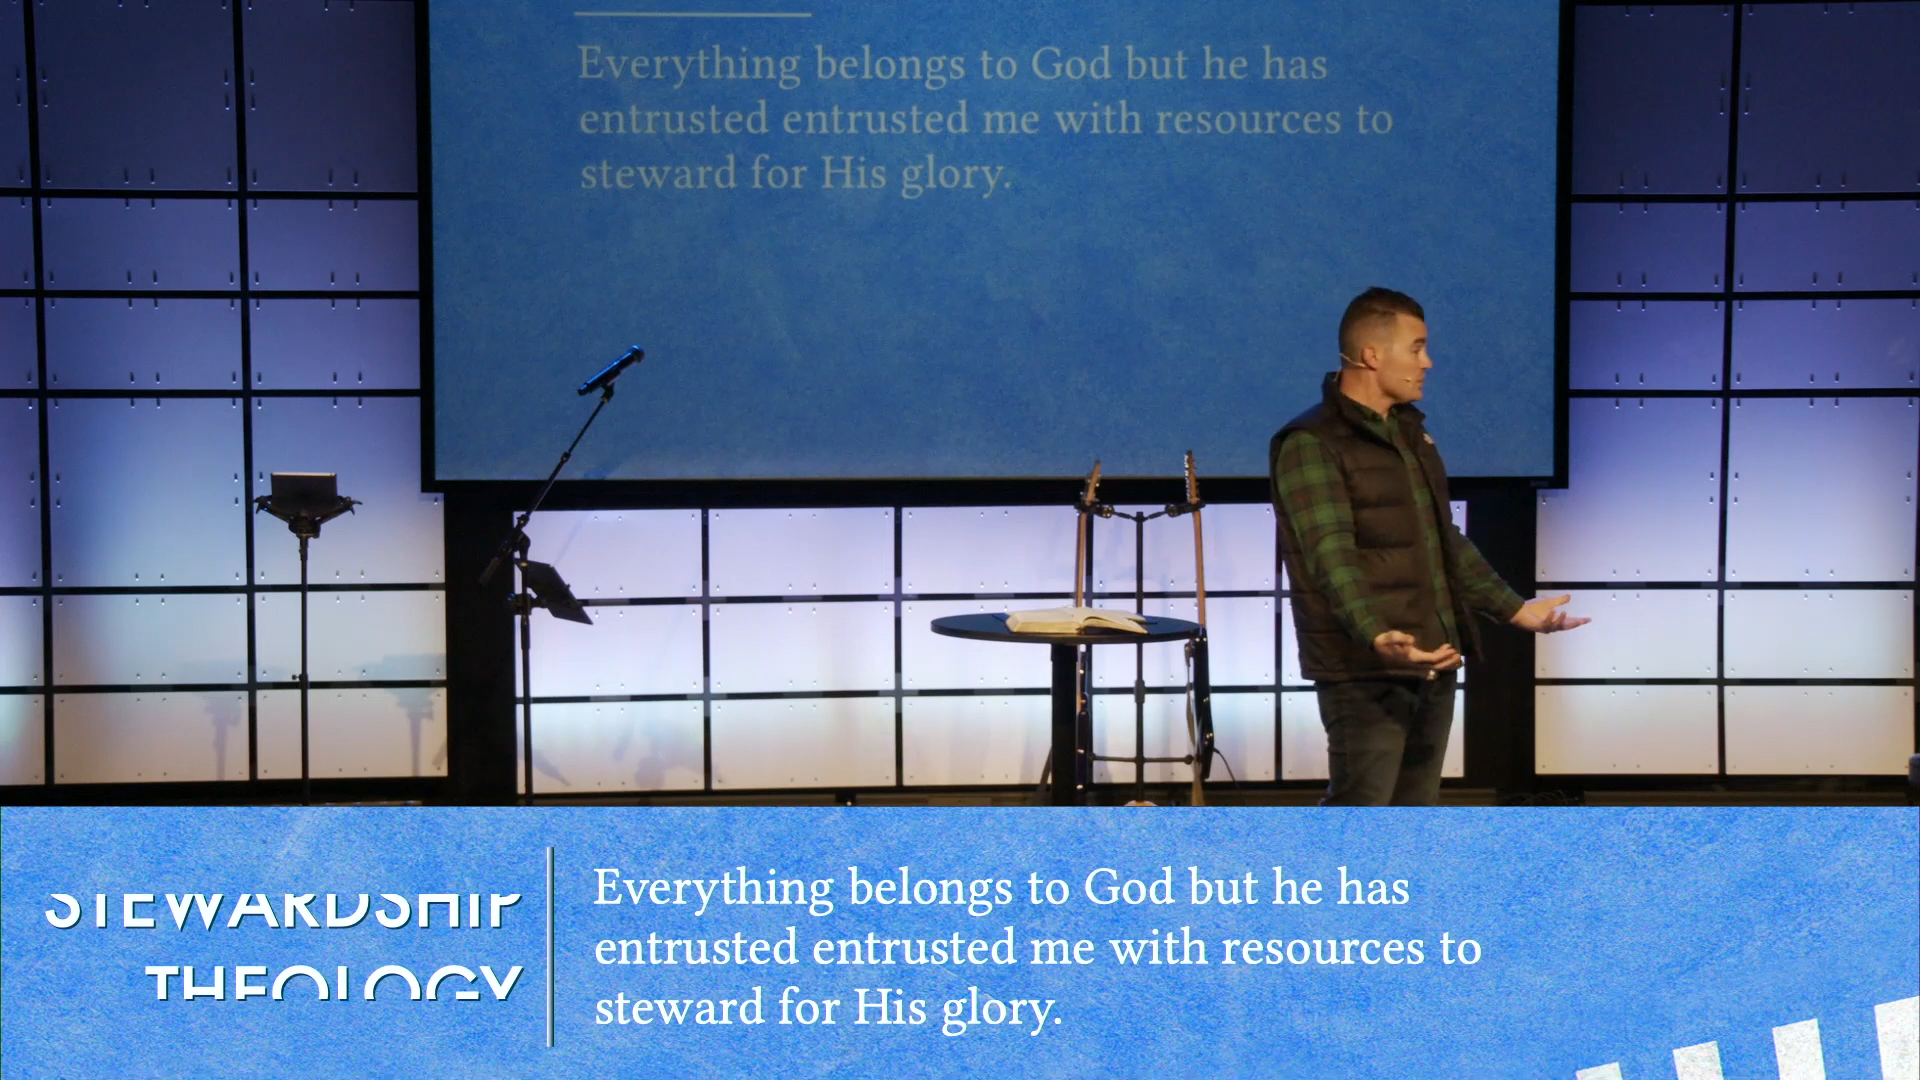 Everything belongs to God but he has
entrusted entrusted me with resources to
steward for His glory.
STEWARDSHIP
THEOLOGY
Everything belongs to God but he has
entrusted entrusted me with resources to
steward for His glory.